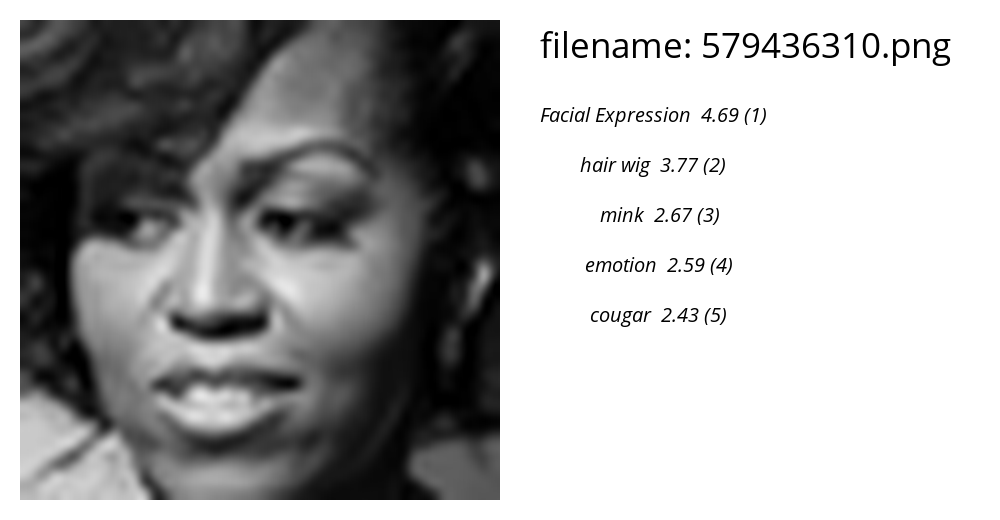 filename: 579436310.png
Facial Expression 4.69 (1)
hair wig 3.77 (2)
mink 2.67 (3)
emotion 2.59 (4)
cougar 2.43 (5)